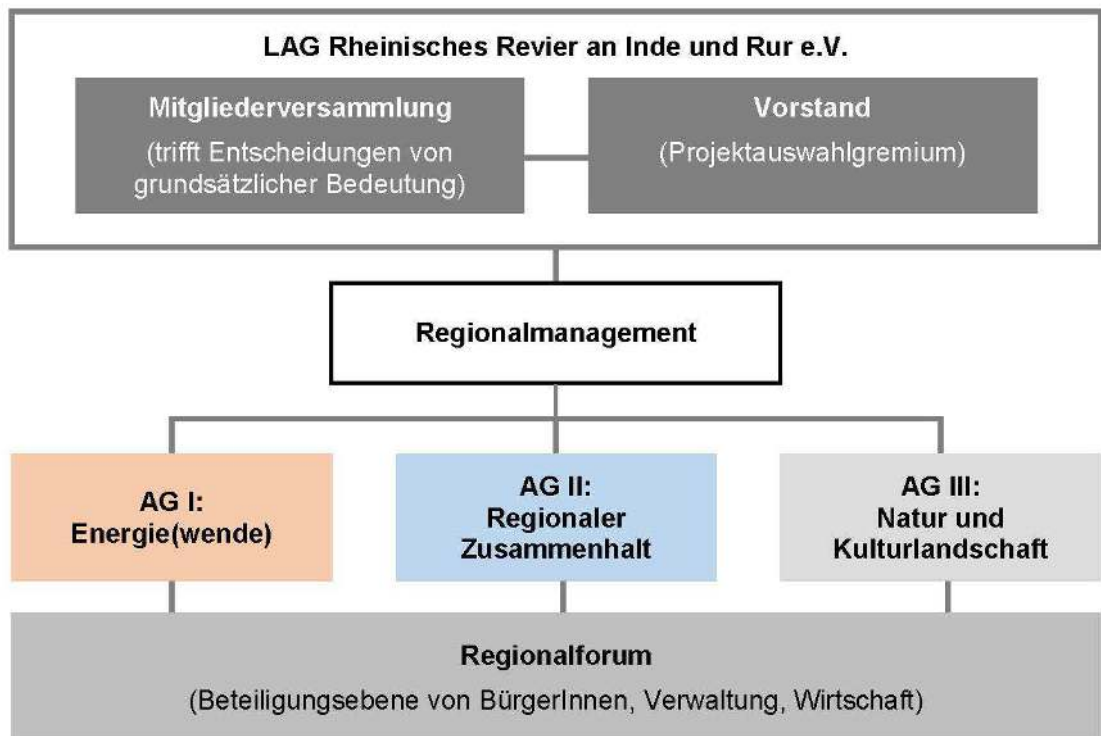 LAG Rheinisches Revier an Inde und Rur e.V.
Mitgliederversammlung
(trifft Entscheidungen von
grundsätzlicher Bedeutung)
Vorstand
(Projektauswahlgremium)
Regionalmanagement
AG I:
Energie(wende)
AG II:
Regionaler
Zusammenhalt
AG III:
Natur und
Kulturlandschaft
Regionalforum
(Beteiligungsebene von BürgerInnen, Verwaltung, Wirtschaft)